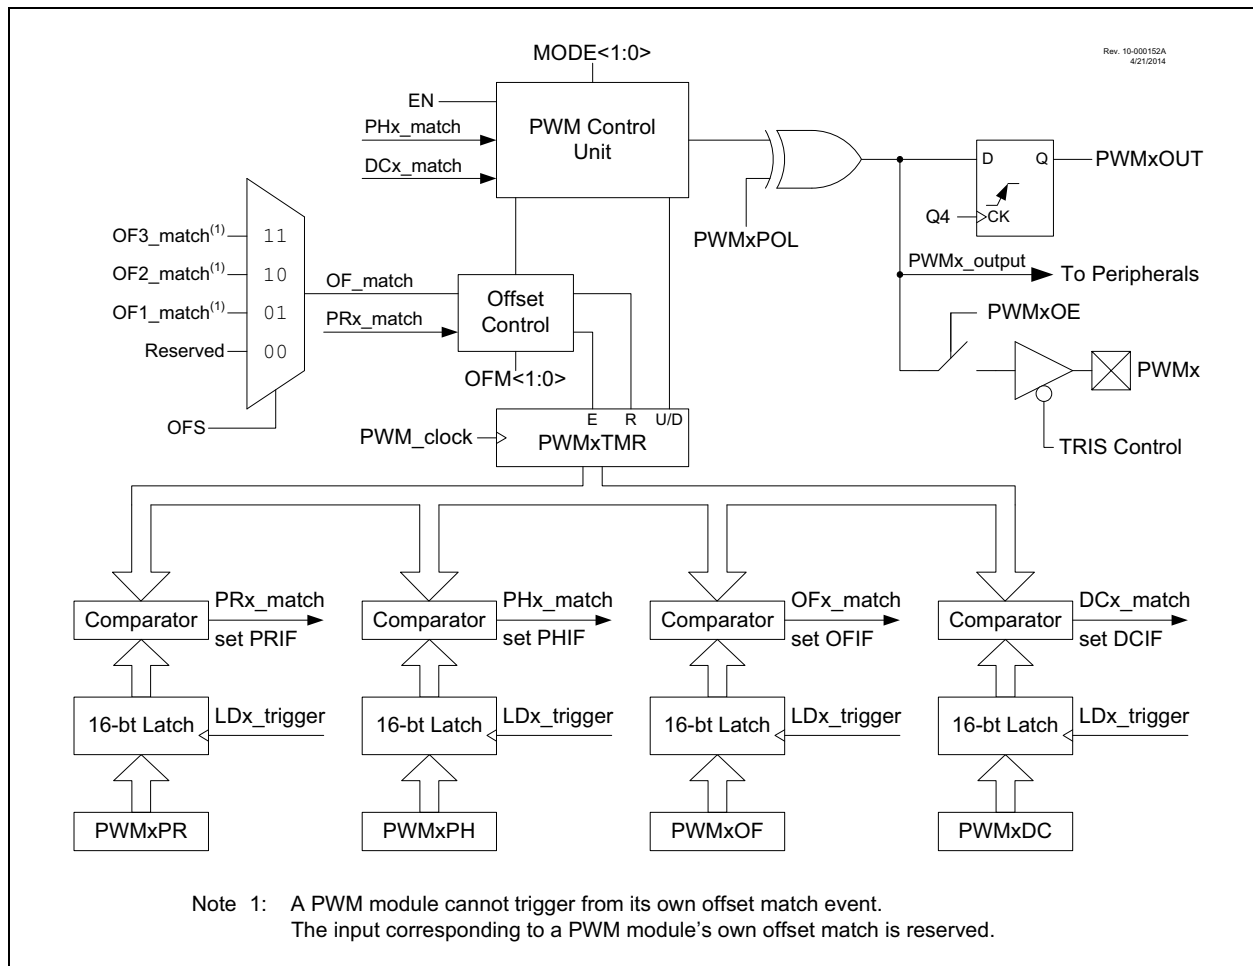 Rev. 10-000152A
4/21/2014
MODE<1:0>
EN
PHx_match
DCx_match
PWM Control
Unit
D
Q
PWMxOUT
Q4
CK
PWMxPOL
OF3_match(1)
11
OF2_match(1)
10
OF1_match(1)
01
Reserved
00
OFS
OF_match
PRx_match
Offset
Control
OFM<1:0>
PWMx_output
To Peripherals
PWMxOE
PWMx
TRIS Control
E
R
U/D
PWM_clock
PWMxTMR
Comparator
PRx_match
set PRIF
Comparator
PHx_match
set PHIF
Comparator
OFx_match
set OFIF
Comparator
DCx_match
set DCIF
16-bt Latch
LDx_trigger
16-bt Latch
LDx_trigger
16-bt Latch
LDx_trigger
16-bt Latch
LDx_trigger
PWMxPR
PWMxPH
PWMxOF
PWMxDC
Note 1: A PWM module cannot trigger from its own offset match event.
The input corresponding to a PWM module's own offset match is reserved.